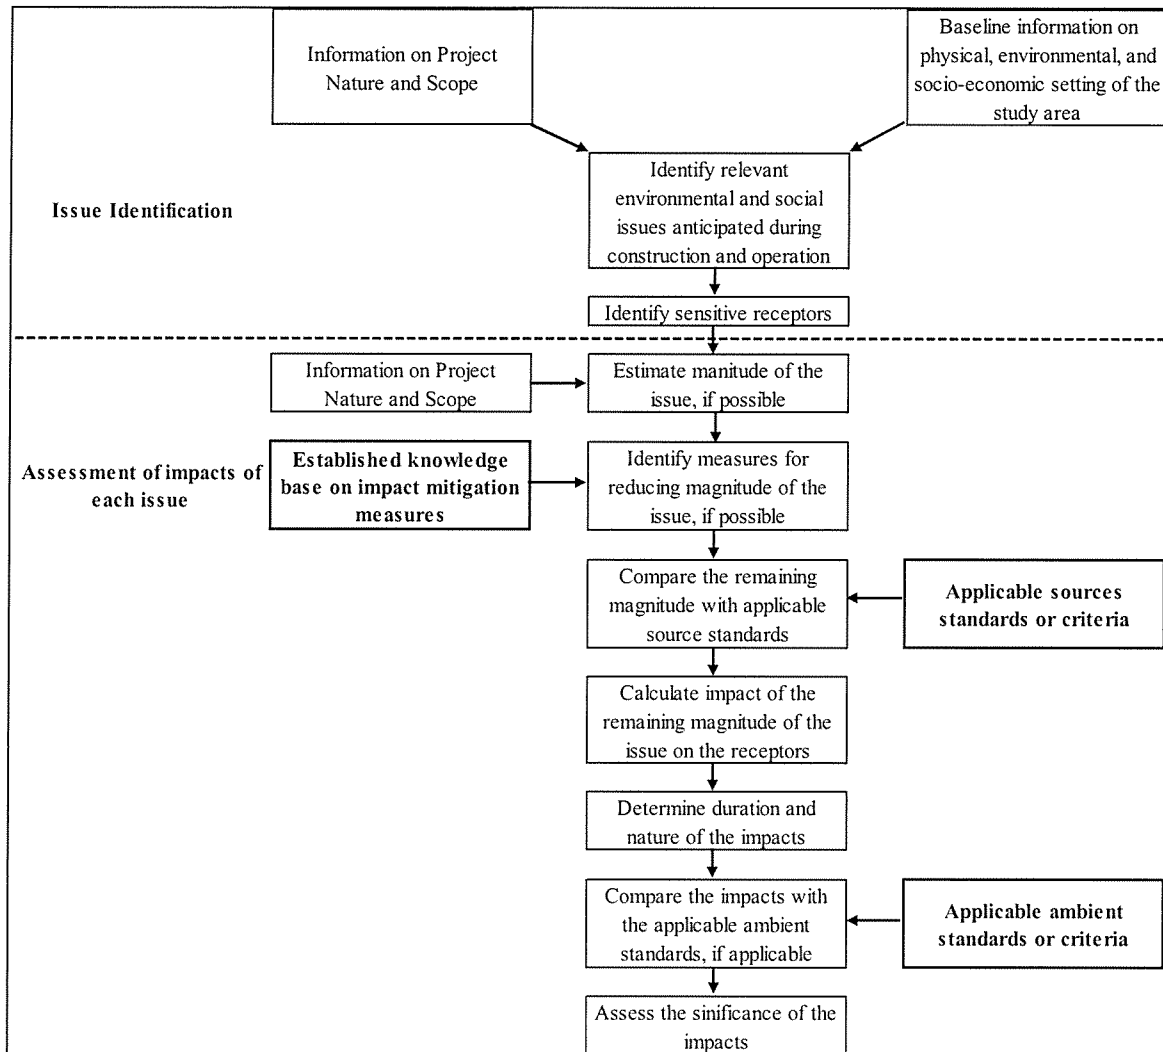 Information on Project
Nature and Scope
Baseline information on
physical, environmental, and
socio-economic setting of the
study area
Issue Identification
Identify relevant
environmental and social
issues anticipated during
construction and operation
Identify sensitive receptors
Information on Project
Nature and Scope
Estimate manitude of the
issue, if possible
Assessment of impacts of
each issue
Established knowledge
base on impact mitigation
measures
Identify measures for
reducing magnitude of the
issue, if possible
Compare the remaining
magnitude with applicable
source standards
Applicable sources
standards or criteria
Calculate impact of the
remaining magnitude of the
issue on the receptors
Determine duration and
nature of the impacts
Compare the impacts with
the applicable ambient
standards, if applicable
Applicable ambient
standards or criteria
Assess the sinificance of the
impacts